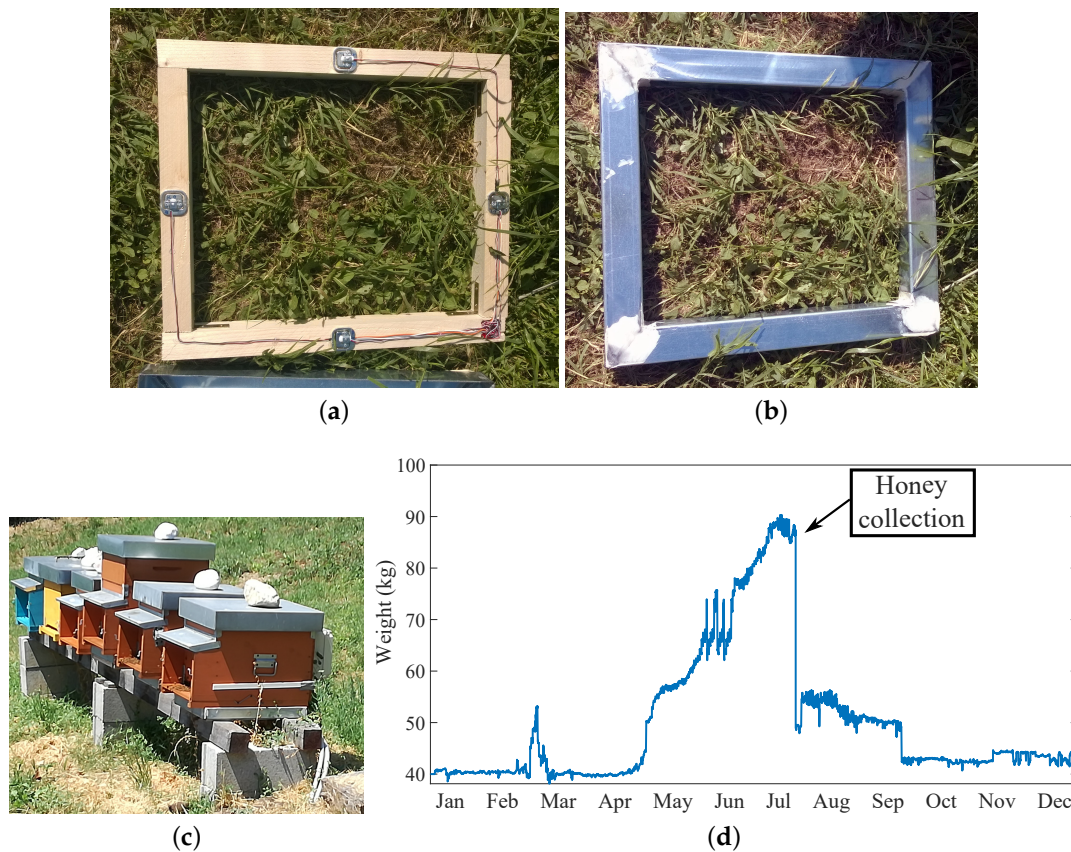 (a)
(b)
100
90
80
70
60
50
40
Weight (kg)
Honey
collection
Jan Feb Mar Apr May Jun Jul Aug Sep Oct Nov Dec
(c)
(d)